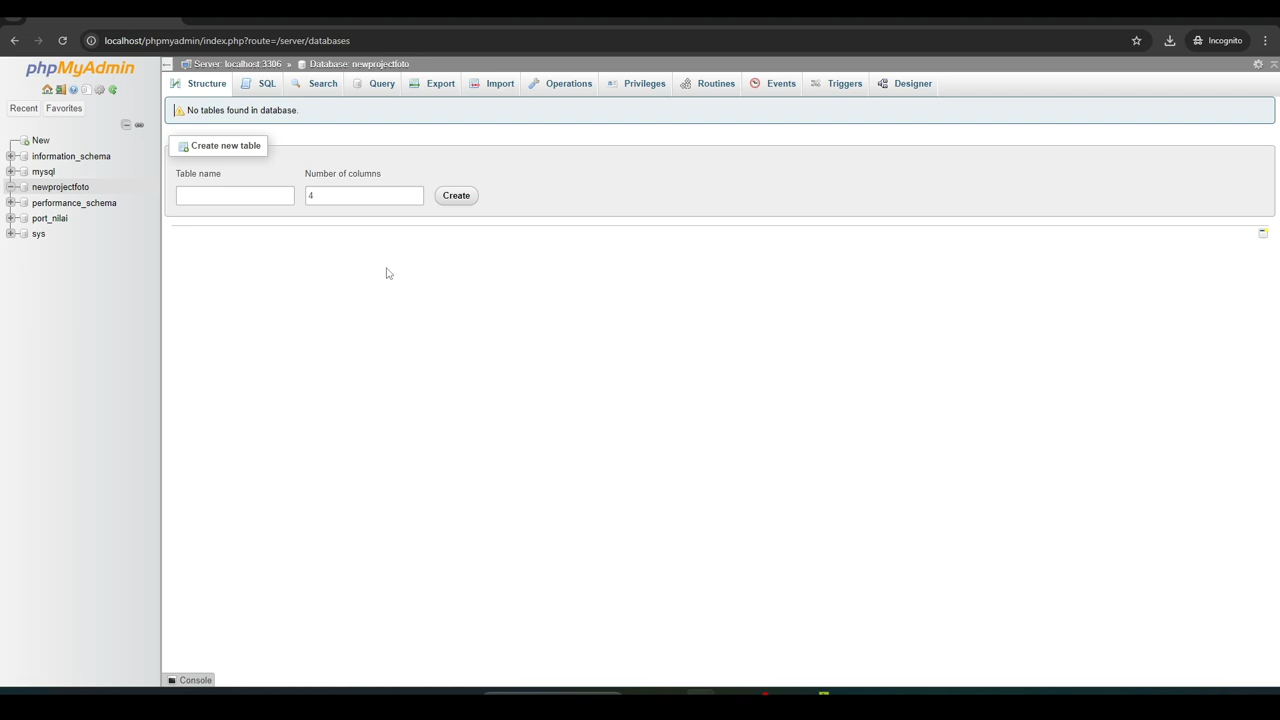 localhost/phpmyadmin/index.php?route=/server/databases
Incognito
phpMyAdmin
Server: localhost:3306 » Database: newprojectfoto
Structure SQL Search Query Export Import Operations Privileges Routines Events Triggers Designer
Recent Favorites
No tables found in database.
New
information_schema
mysql
newprojectfoto
performance_schema
port_nilai
sys
Create new table
Table name Number of columns
4 Create
Console